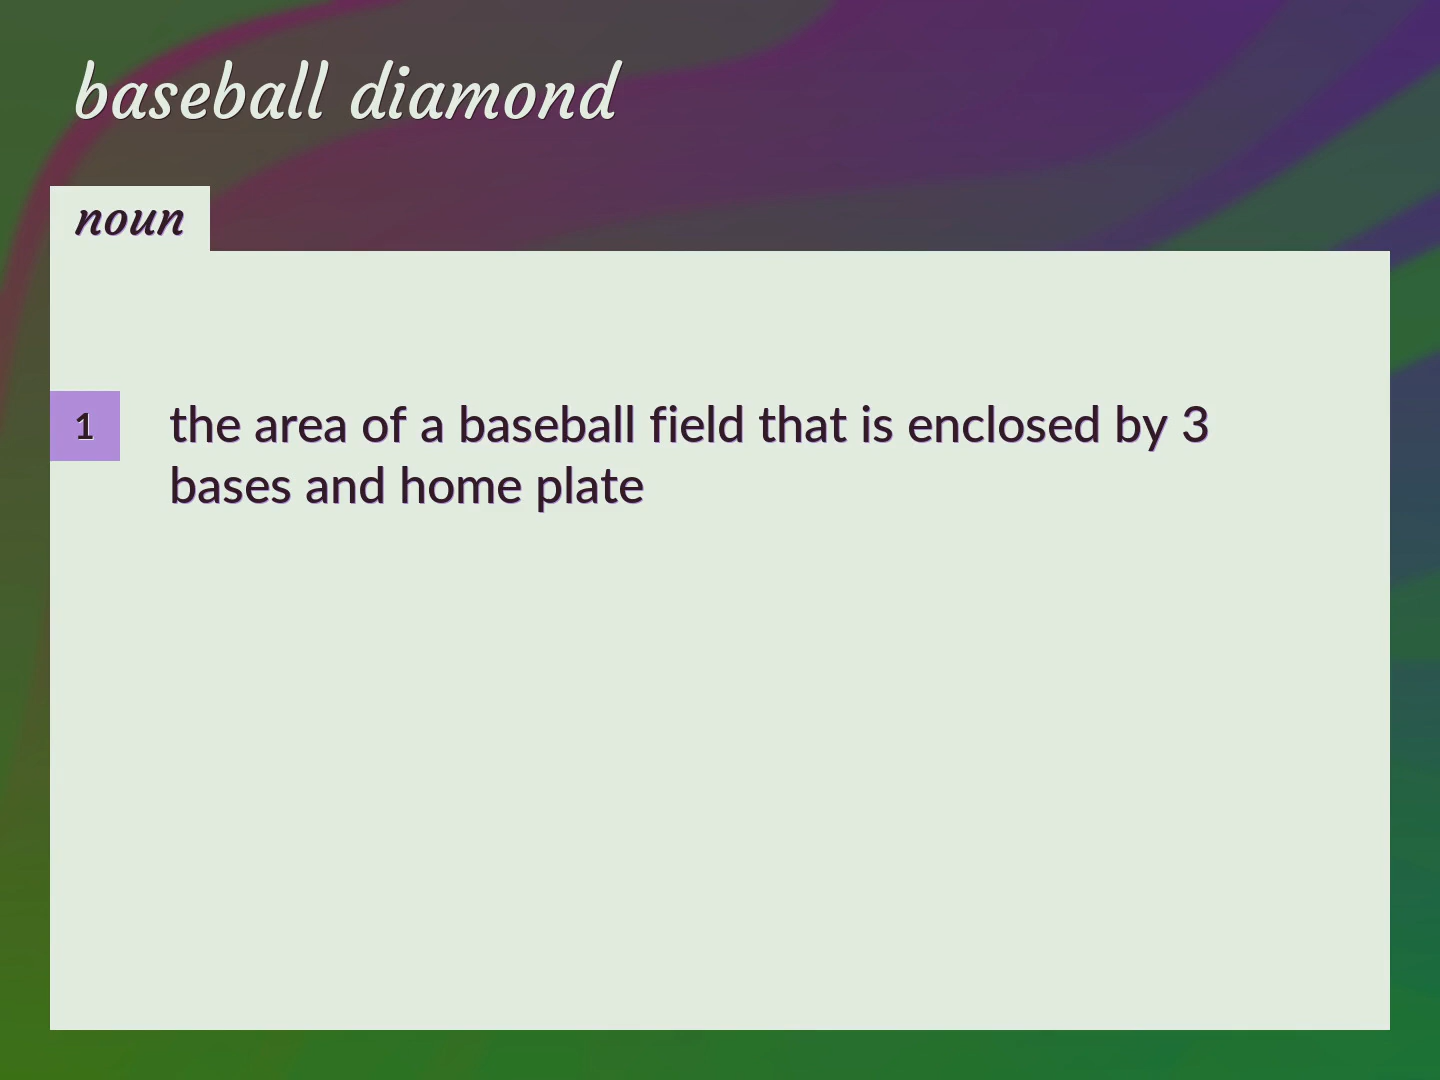 baseball diamond
noun
1
the area of a baseball field that is enclosed by 3
bases and home plate